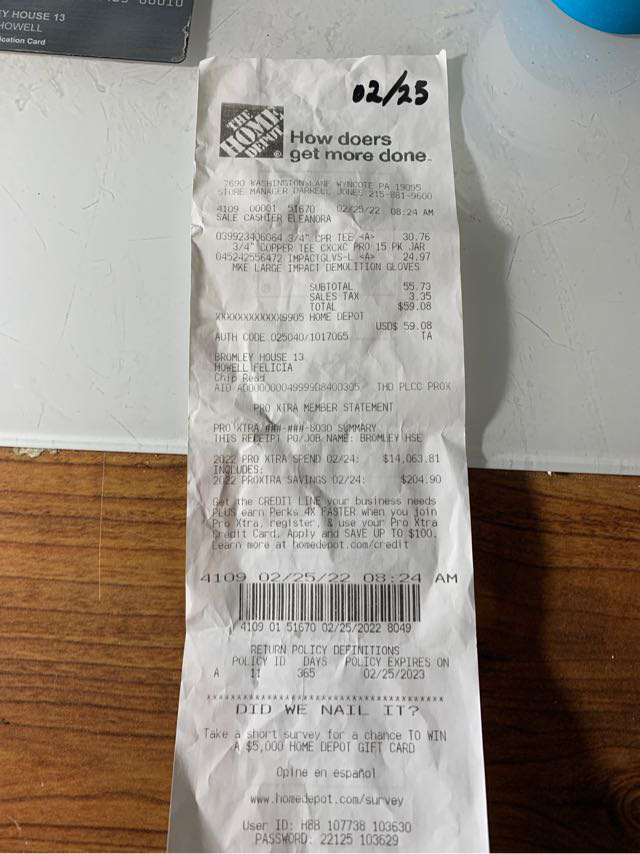 EY HOUSE 13
HOWELL
ication Card
02/25
THE
HOME
DEPOT
How doers
get more done™
7690 WASHINGTON LANE WYNCOTE PA 19095
STORE MANAGER DARRELL JONES 215-881-9600
4109 00001 51670 02/25/22 08:24 AM
SALE CASHIER ELEANORA
039923406064 3/4" CPR TEE <A> 30.76
3/4" COPPER TEE CXCXC PRO 15 PK JAR
045242556472 IMPACTGLVS-L <A> 24.97
MKE LARGE IMPACT DEMOLITION GLOVES
SUBTOTAL 55.73
SALES TAX 3.35
TOTAL $59.08
XXXXXXXXXXXX9905 HOME DEPOT
USD$ 59.08
AUTH CODE 025040/1017065 TA
BROMLEY HOUSE 13
HOWELL FELICIA
Chip Read
AID A0000000049999D8400305 THD PLCC PROX
PRO XTRA MEMBER STATEMENT
PRO XTRA ###-###-8030 SUMMARY
THIS RECEIPT PO/JOB NAME: BROMLEY HSE
2022 PRO XTRA SPEND 02/24: $14,063.81
INCLUDES:
2022 PROXTRA SAVINGS 02/24: $204.90
Get the CREDIT LINE your business needs
PLUS earn Perks 4X FASTER when you join
Pro Xtra, register, & use your Pro Xtra
Credit Card. Apply and SAVE UP TO $100.
Learn more at homedepot.com/credit
4109 02/25/22 08:24 AM
4109 01 51670 02/25/2022 8049
RETURN POLICY DEFINITIONS
POLICY ID DAYS POLICY EXPIRES ON
A 11 365 02/25/2023
DID WE NAIL IT?
Take a short survey for a chance TO WIN
A $5,000 HOME DEPOT GIFT CARD
Opine en español
www.homedepot.com/survey
User ID: H8B 107738 103630
PASSWORD: 22125 103629